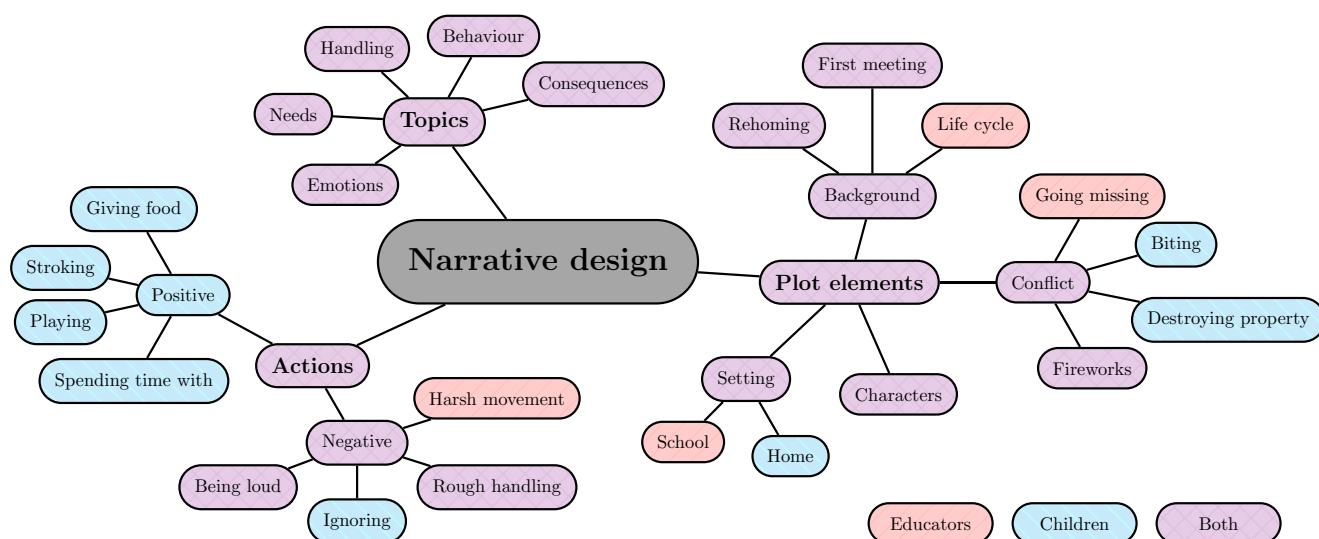 Behaviour
Handling
First meeting
Consequences
Needs
Topics
Rehoming
Life cycle
Emotions
Background
Going missing
Giving food
Biting
Narrative design
Stroking
Positive
Plot elements
Conflict
Playing
Destroying property
Actions
Spending time with
Setting
Fireworks
Harsh movement
Characters
Negative
School
Home
Being loud
Rough handling
Ignoring
Educators
Children
Both